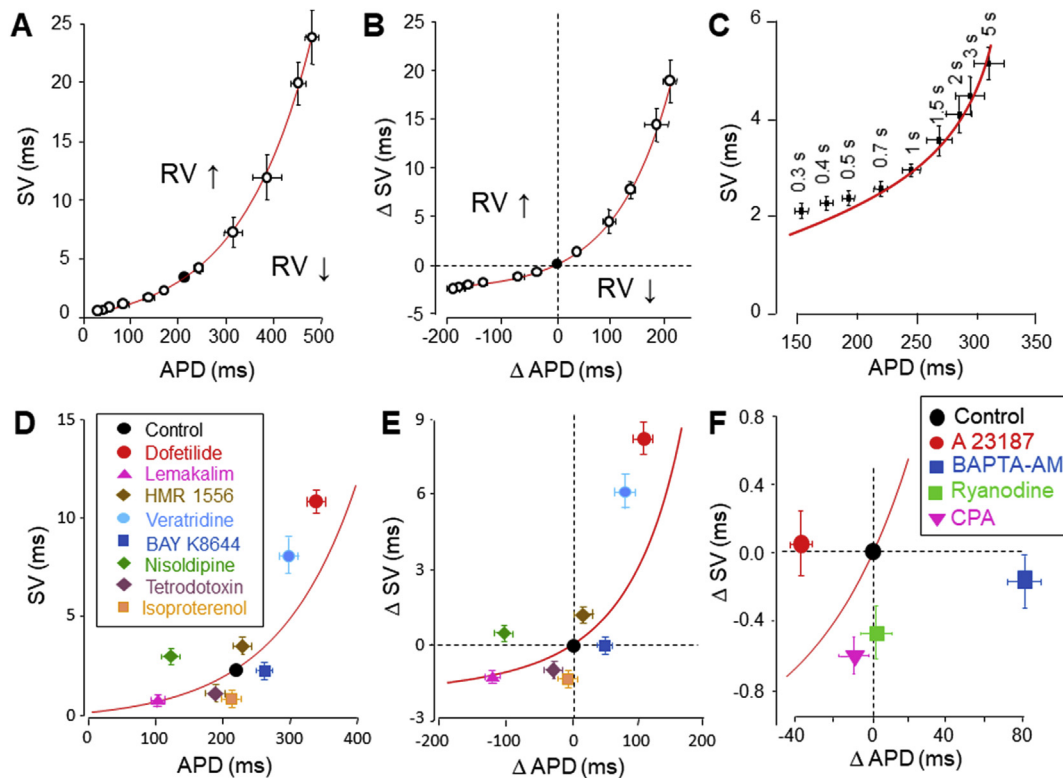 A
25
20
15
10
5
0
SV (ms)
RV ↑
RV ↓
0 100 200 300 400 500
APD (ms)
B
25
20
15
10
5
0
-5
Δ SV (ms)
RV ↑
RV ↓
-200 -100 0 100 200
Δ APD (ms)
C
6
4
2
0
SV (ms)
0.3 s
0.4 s
0.5 s
0.7 s
1 s
1.5 s
2 s
3 s
5 s
150 200 250 300 350
APD (ms)
D
15
10
5
0
SV (ms)
Control
Dofetilide
Lemakalim
HMR 1556
Veratridine
BAY K8644
Nisoldipine
Tetrodotoxin
Isoproterenol
0 100 200 300 400
APD (ms)
E
9
6
3
0
-3
Δ SV (ms)
-200 -100 0 100 200
Δ APD (ms)
F
0.8
0.4
0.0
-0.4
-0.8
Δ SV (ms)
Control
A 23187
BAPTA-AM
Ryanodine
CPA
-40 0 40 80
Δ APD (ms)